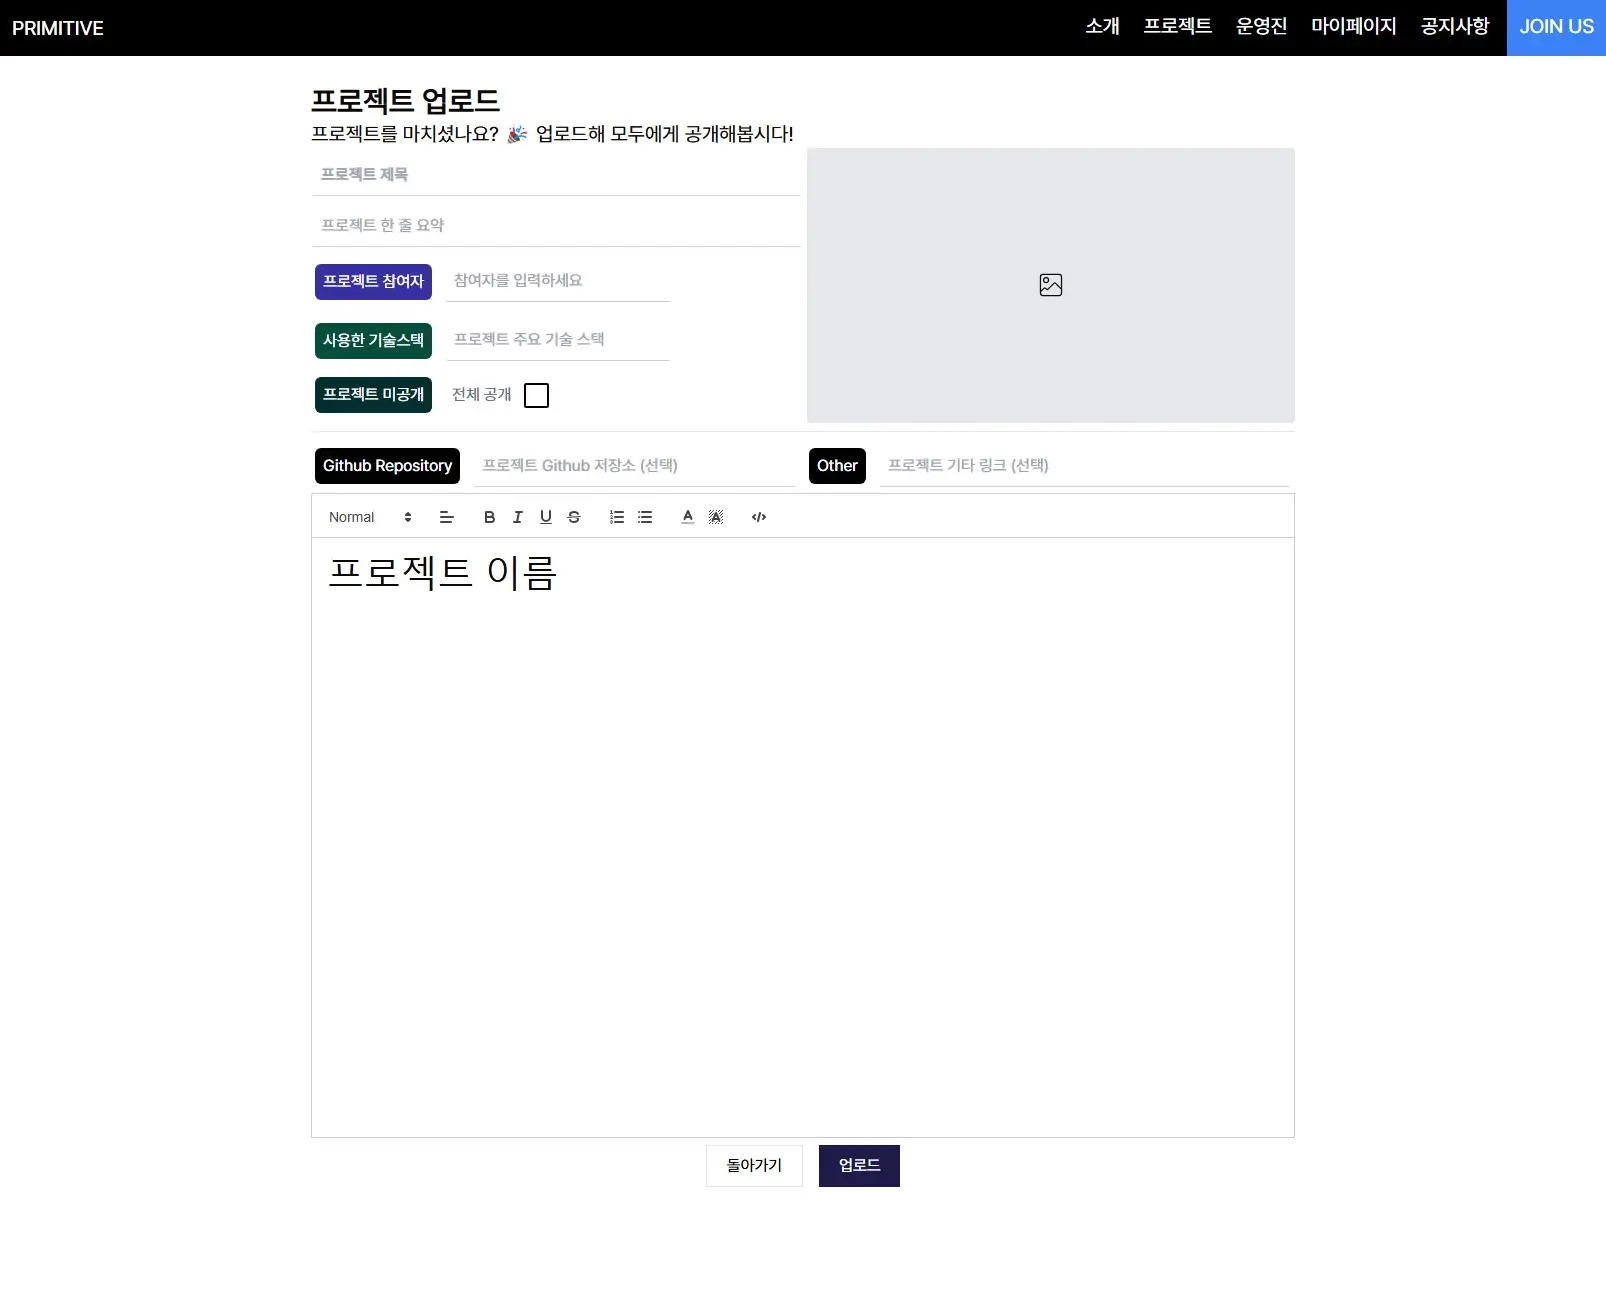 PRIMITIVE 소개 프로젝트 운영진 마이페이지 공지사항 JOIN US
프로젝트 업로드
프로젝트를 마치셨나요? 🎉 업로드해 모두에게 공개해봅시다!
프로젝트 제목
프로젝트 한 줄 요약
프로젝트 참여자 참여자를 입력하세요
사용한 기술스택 프로젝트 주요 기술 스택
프로젝트 미공개 전체 공개
Github Repository 프로젝트 Github 저장소 (선택) Other 프로젝트 기타 링크 (선택)
Normal
프로젝트 이름
돌아가기 업로드